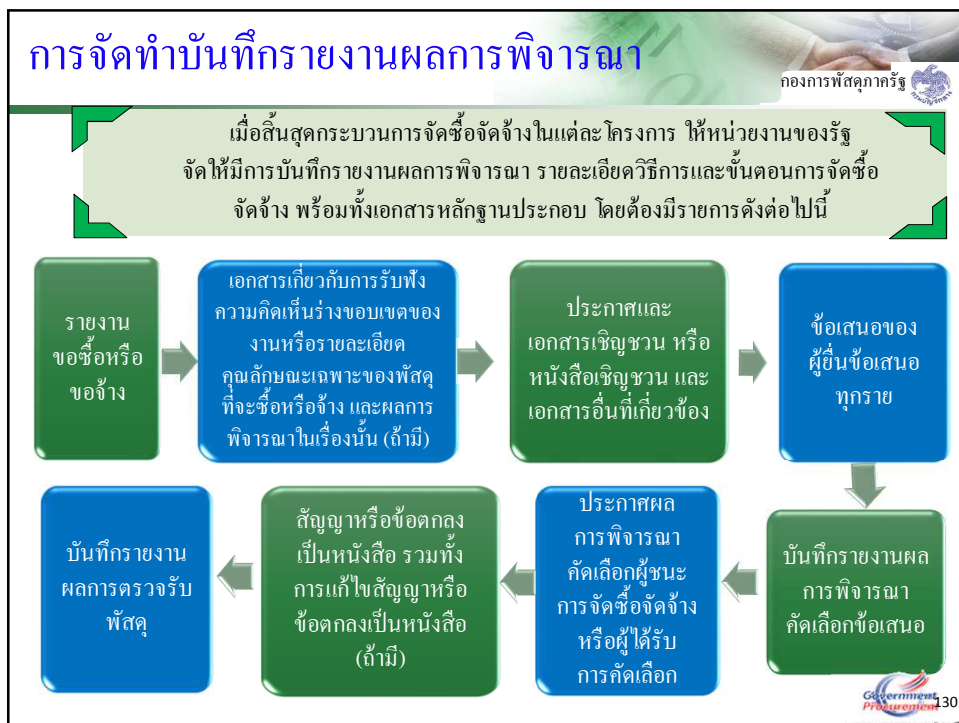 การจัดทำบันทึกรายงานผลการพิจารณา
กองการพัสดุภาครัฐ
เมื่อสิ้นสุดกระบวนการจัดซื้อจัดจ้างในแต่ละโครงการ ให้หน่วยงานของรัฐ
จัดให้มีการบันทึกรายงานผลการพิจารณา รายละเอียดวิธีการและขั้นตอนการจัดซื้อ
จัดจ้าง พร้อมทั้งเอกสารหลักฐานประกอบ โดยต้องมีรายการดังต่อไปนี้
รายงาน
ขอซื้อหรือ
ขอจ้าง
เอกสารเกี่ยวกับการรับฟัง
ความคิดเห็นร่างขอบเขตของ
งานหรือรายละเอียด
คุณลักษณะเฉพาะของพัสดุ
ที่จะซื้อหรือจ้าง และผลการ
พิจารณาในเรื่องนั้น (ถ้ามี)
ประกาศและ
เอกสารเชิญชวน หรือ
หนังสือเชิญชวน และ
เอกสารอื่นที่เกี่ยวข้อง
ข้อเสนอของ
ผู้ยื่นข้อเสนอ
ทุกราย
บันทึกรายงานผล
การพิจารณา
คัดเลือกข้อเสนอ
ประกาศผล
การพิจารณา
คัดเลือกผู้ชนะ
การจัดซื้อจัดจ้าง
หรือผู้ได้รับ
การคัดเลือก
สัญญาหรือข้อตกลง
เป็นหนังสือ รวมทั้ง
การแก้ไขสัญญาหรือ
ข้อตกลงเป็นหนังสือ
(ถ้ามี)
บันทึกรายงาน
ผลการตรวจรับ
พัสดุ
Government
Procurement
130